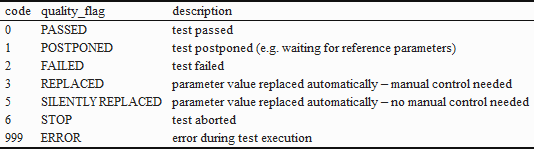 code quality_flag description
0 PASSED test passed
1 POSTPONED test postponed (e.g. waiting for reference parameters)
2 FAILED test failed
3 REPLACED parameter value replaced automatically – manual control needed
5 SILENTLY REPLACED parameter value replaced automatically – no manual control needed
6 STOP test aborted
999 ERROR error during test execution